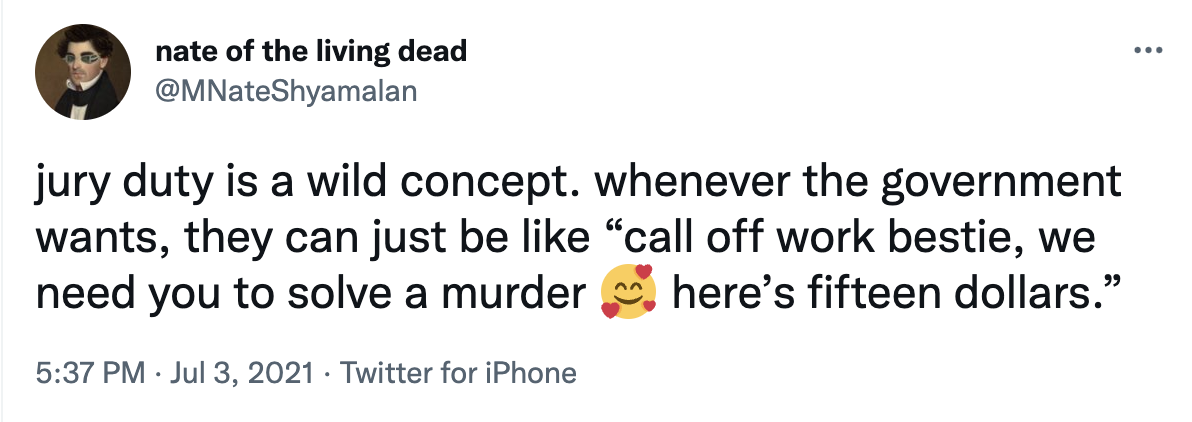 nate of the living dead
@MNateShyamalan
jury duty is a wild concept. whenever the government
wants, they can just be like “call off work bestie, we
need you to solve a murder 🥰 here’s fifteen dollars.”
5:37 PM · Jul 3, 2021 · Twitter for iPhone